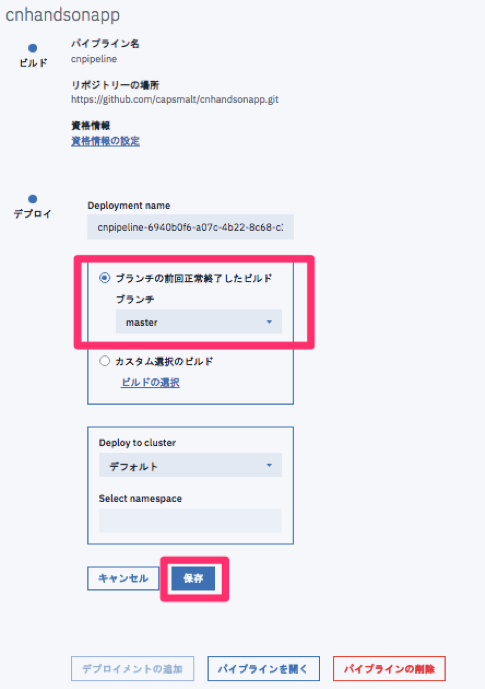 cnhandsonapp
ビルド
パイプライン名
cnpipeline
リポジトリーの場所
https://github.com/capsmalt/cnhandsonapp.git
資格情報
資格情報の設定
デプロイ
Deployment name
cnpipeline-6940b0f6-a07c-4b22-8c68-c
ブランチの前回正常終了したビルド
ブランチ
master
カスタム選択のビルド
ビルドの選択
Deploy to cluster
デフォルト
Select namespace
キャンセル
保存
デプロイメントの追加
パイプラインを開く
パイプラインの削除